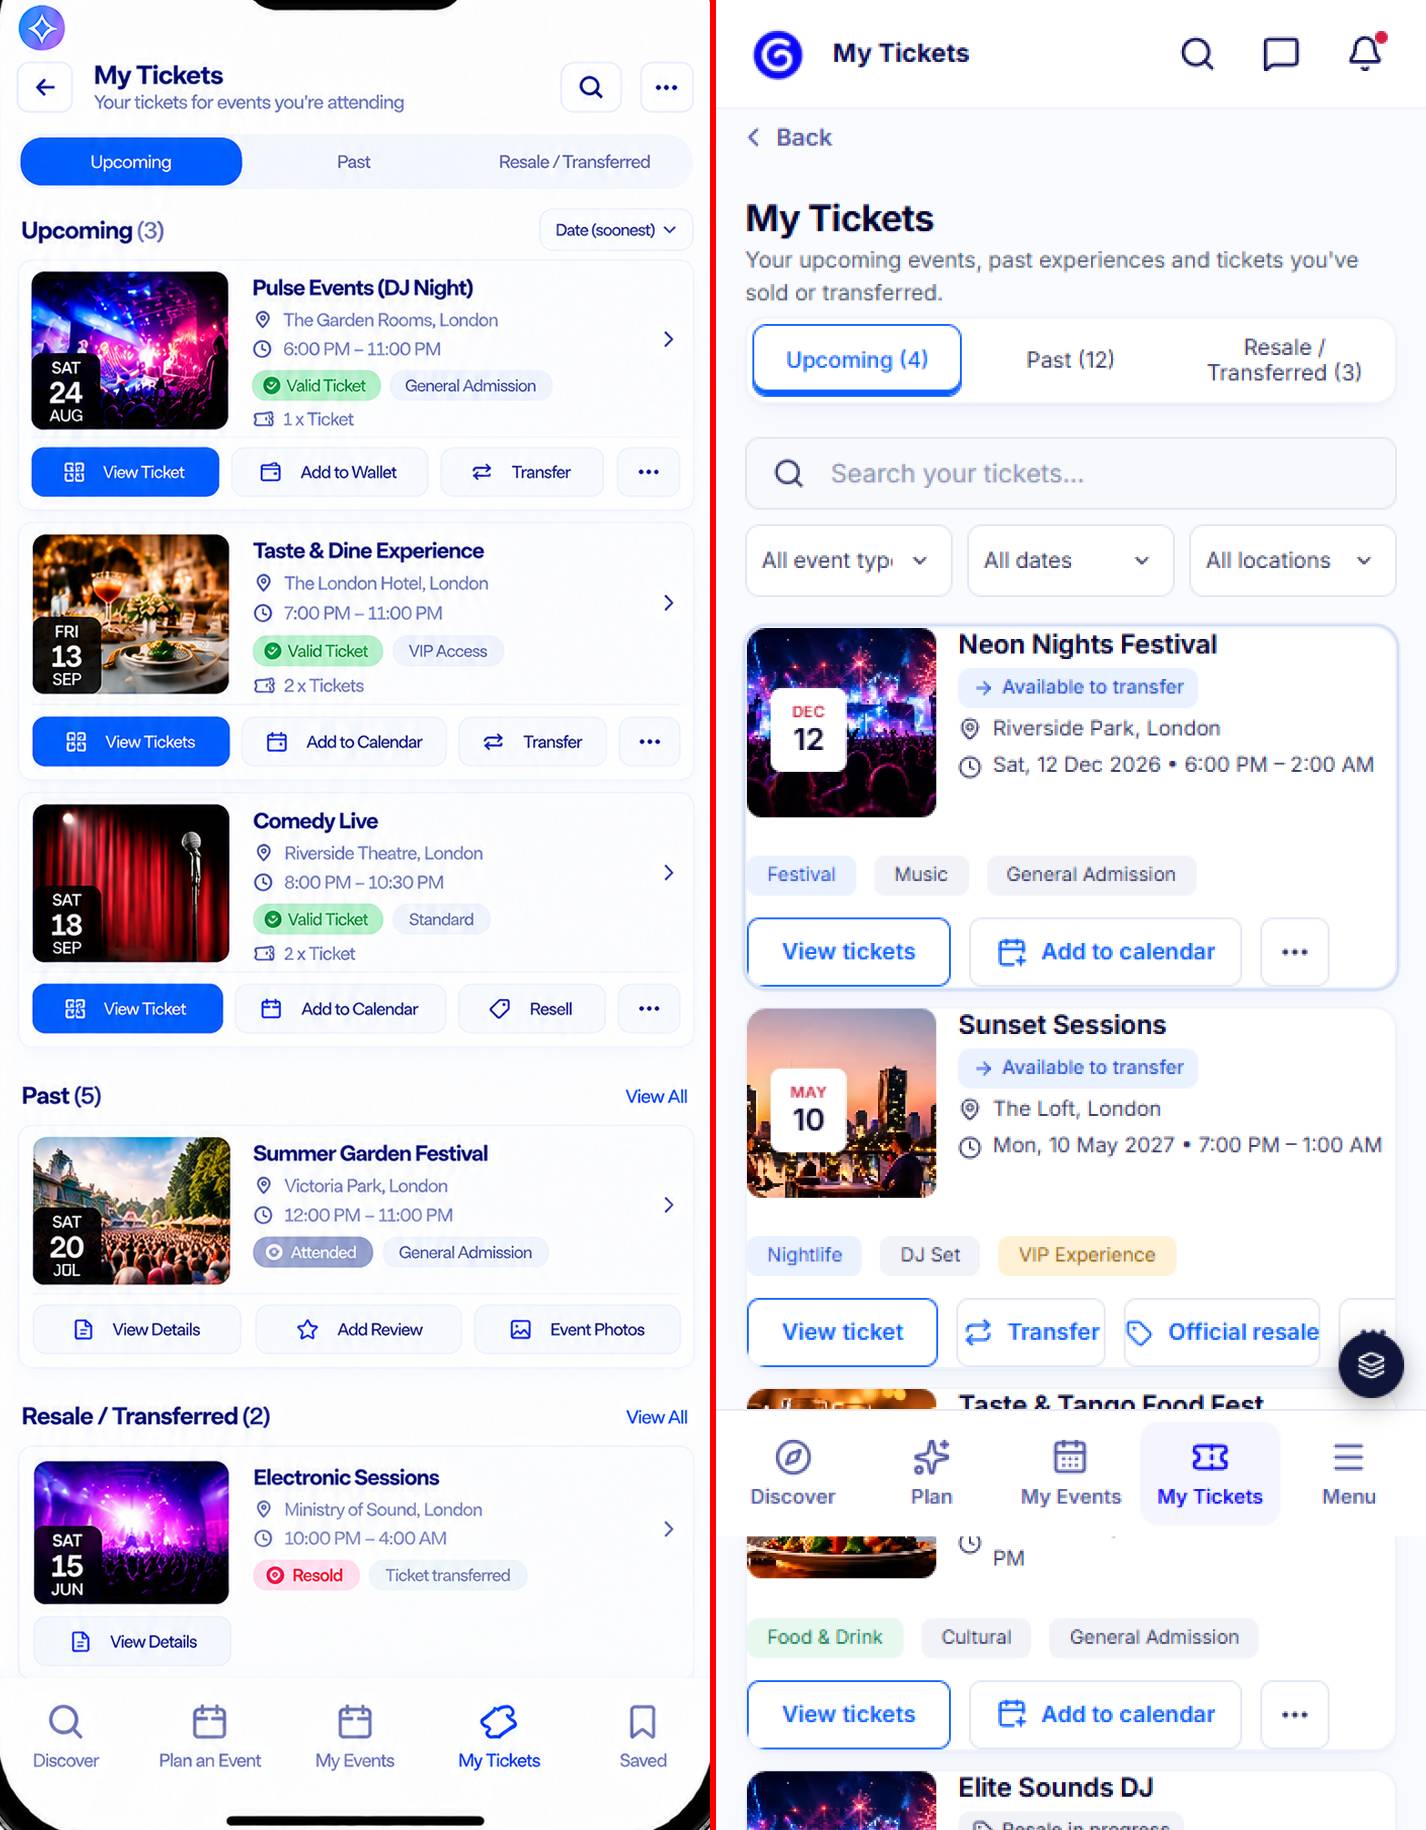 My Tickets
Your tickets for events you're attending
Upcoming
Past
Resale / Transferred
Upcoming (3)
Date (soonest)
SAT
24
AUG
Pulse Events (DJ Night)
The Garden Rooms, London
6:00 PM – 11:00 PM
Valid Ticket
General Admission
1 x Ticket
View Ticket
Add to Wallet
Transfer
FRI
13
SEP
Taste & Dine Experience
The London Hotel, London
7:00 PM – 11:00 PM
Valid Ticket
VIP Access
2 x Tickets
View Tickets
Add to Calendar
Transfer
SAT
18
SEP
Comedy Live
Riverside Theatre, London
8:00 PM – 10:30 PM
Valid Ticket
Standard
2 x Ticket
View Ticket
Add to Calendar
Resell
Past (5)
View All
SAT
20
JUL
Summer Garden Festival
Victoria Park, London
12:00 PM – 11:00 PM
Attended
General Admission
View Details
Add Review
Event Photos
Resale / Transferred (2)
View All
SAT
15
JUN
Electronic Sessions
Ministry of Sound, London
10:00 PM – 4:00 AM
Resold
Ticket transferred
View Details
Discover
Plan an Event
My Events
My Tickets
Saved
My Tickets
Back
My Tickets
Your upcoming events, past experiences and tickets you've
sold or transferred.
Upcoming (4)
Past (12)
Resale /
Transferred (3)
Search your tickets...
All event typ
All dates
All locations
DEC
12
Neon Nights Festival
Available to transfer
Riverside Park, London
Sat, 12 Dec 2026 • 6:00 PM – 2:00 AM
Festival
Music
General Admission
View tickets
Add to calendar
MAY
10
Sunset Sessions
Available to transfer
The Loft, London
Mon, 10 May 2027 • 7:00 PM – 1:00 AM
Nightlife
DJ Set
VIP Experience
View ticket
Transfer
Official resale
Taste & Tango Food Fest
Discover
Plan
My Events
My Tickets
Menu
PM
Food & Drink
Cultural
General Admission
View tickets
Add to calendar
Elite Sounds DJ
Resale in progress